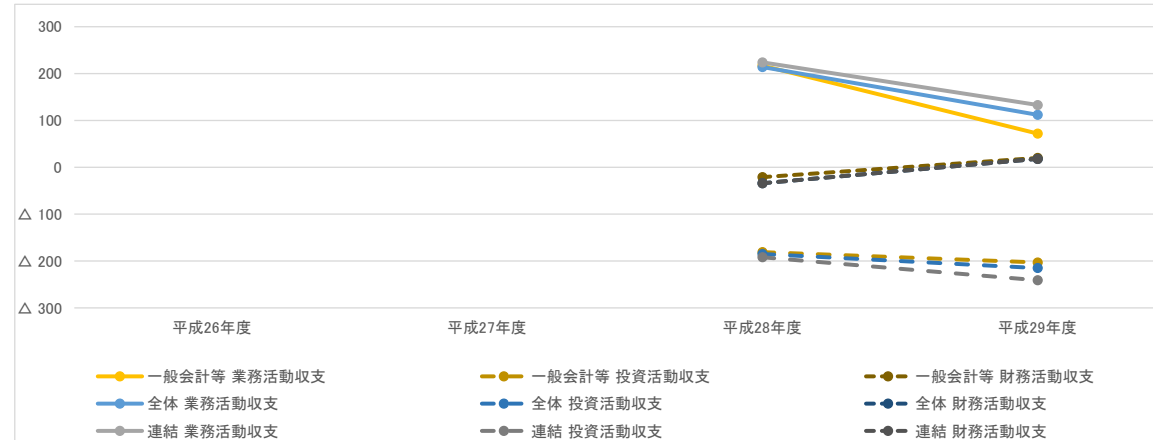 300
200
100
0
△ 100
△ 200
△ 300
平成26年度 平成27年度 平成28年度 平成29年度
一般会計等 業務活動収支 一般会計等 投資活動収支 一般会計等 財務活動収支
全体 業務活動収支 全体 投資活動収支 全体 財務活動収支
連結 業務活動収支 連結 投資活動収支 連結 財務活動収支